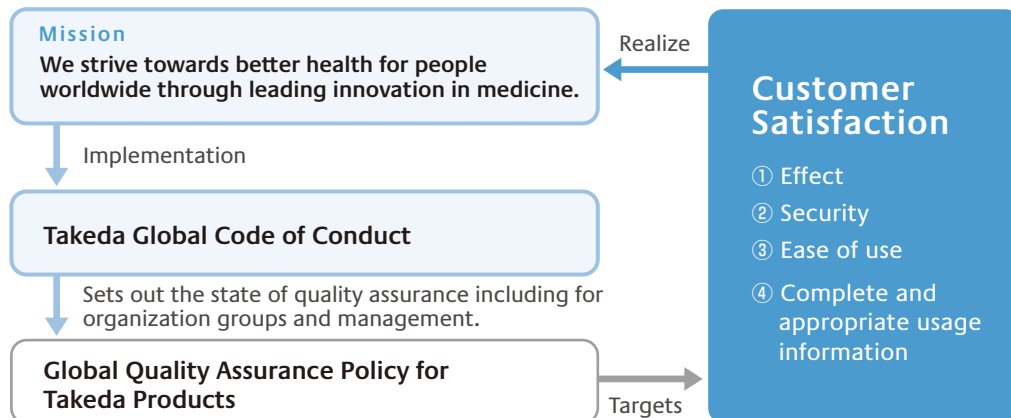 Mission
We strive towards better health for people
worldwide through leading innovation in medicine.
Realize
Implementation
Takeda Global Code of Conduct
Sets out the state of quality assurance including for
organization groups and management.
Global Quality Assurance Policy for
Takeda Products
Targets
Customer
Satisfaction
① Effect
② Security
③ Ease of use
④ Complete and
appropriate usage
information